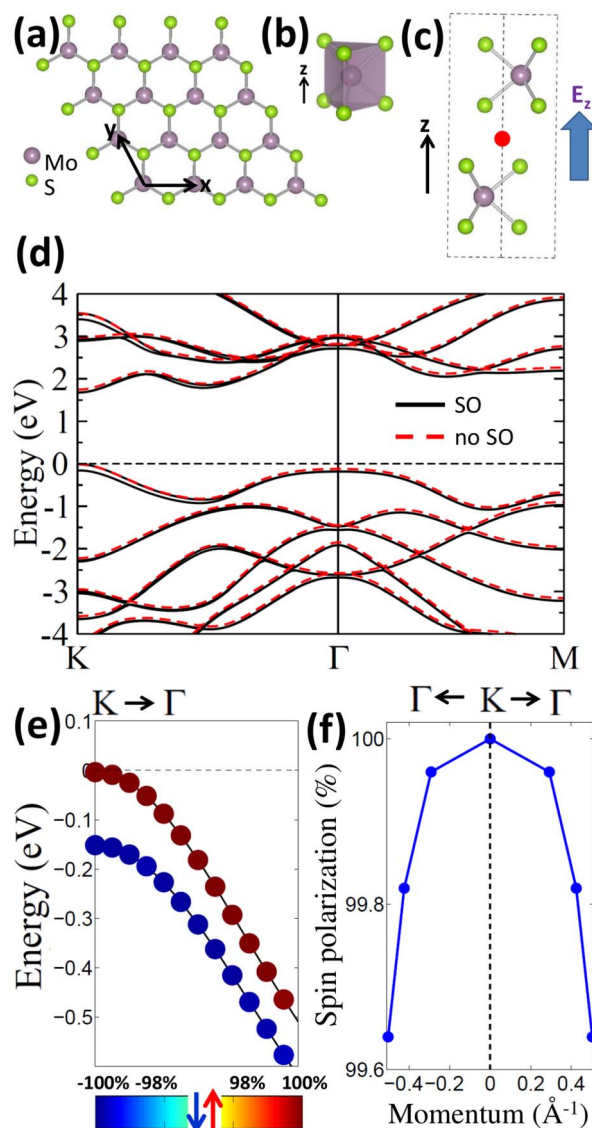 (a)
(b)
(c)
z
E_z
y
x
z
Mo
S
(d)
4
3
2
1
0
-1
-2
-3
-4
Energy (eV)
SO
no SO
K
Γ
M
(e)
K → Γ
0.1
0
−0.1
−0.2
−0.3
−0.4
−0.5
Energy (eV)
-100%
-98%
98%
100%
(f)
Γ ← K → Γ
100
99.8
99.6
Spin polarization (%)
−0.4
−0.2
0
0.2
0.4
Momentum (Å⁻¹)